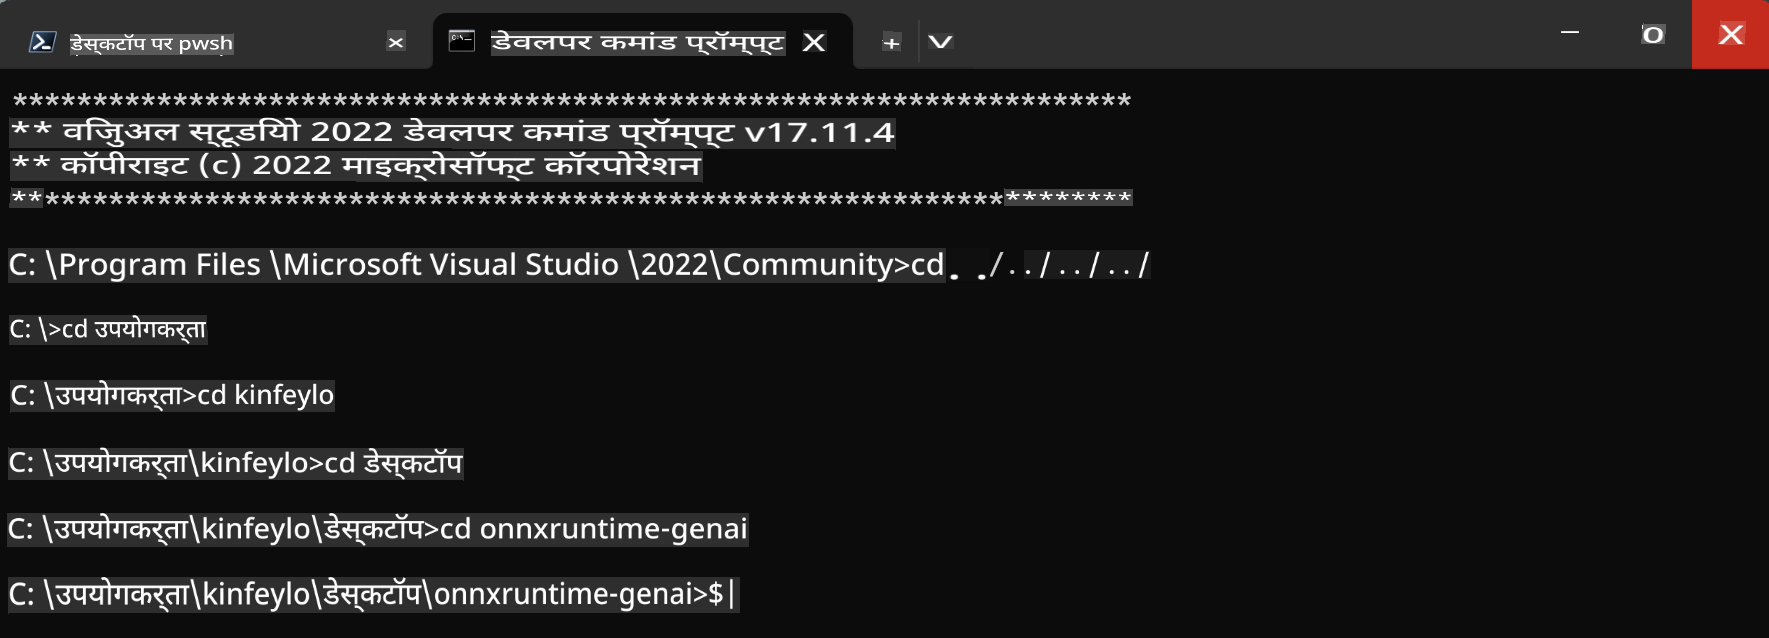 डेस्कटॉप पर pwsh × डेवलपर कमांड प्रॉम्प्ट X + v – O X
**********************************************************************
** विजुअल स्टूडियो 2022 डेवलपर कमांड प्रॉम्प्ट v17.11.4
** कॉपीराइट (c) 2022 माइक्रोसॉफ्ट कॉरपोरेशन
**********************************************************************
C: \Program Files \Microsoft Visual Studio \2022\Community>cd. ./../../../
C: \>cd उपयोगकर्ता
C: \उपयोगकर्ता>cd kinfeylo
C: \उपयोगकर्ता\kinfeylo>cd डेस्कटॉप
C: \उपयोगकर्ता\kinfeylo\डेस्कटॉप>cd onnxruntime-genai
C: \उपयोगकर्ता\kinfeylo\डेस्कटॉप\onnxruntime-genai>$|